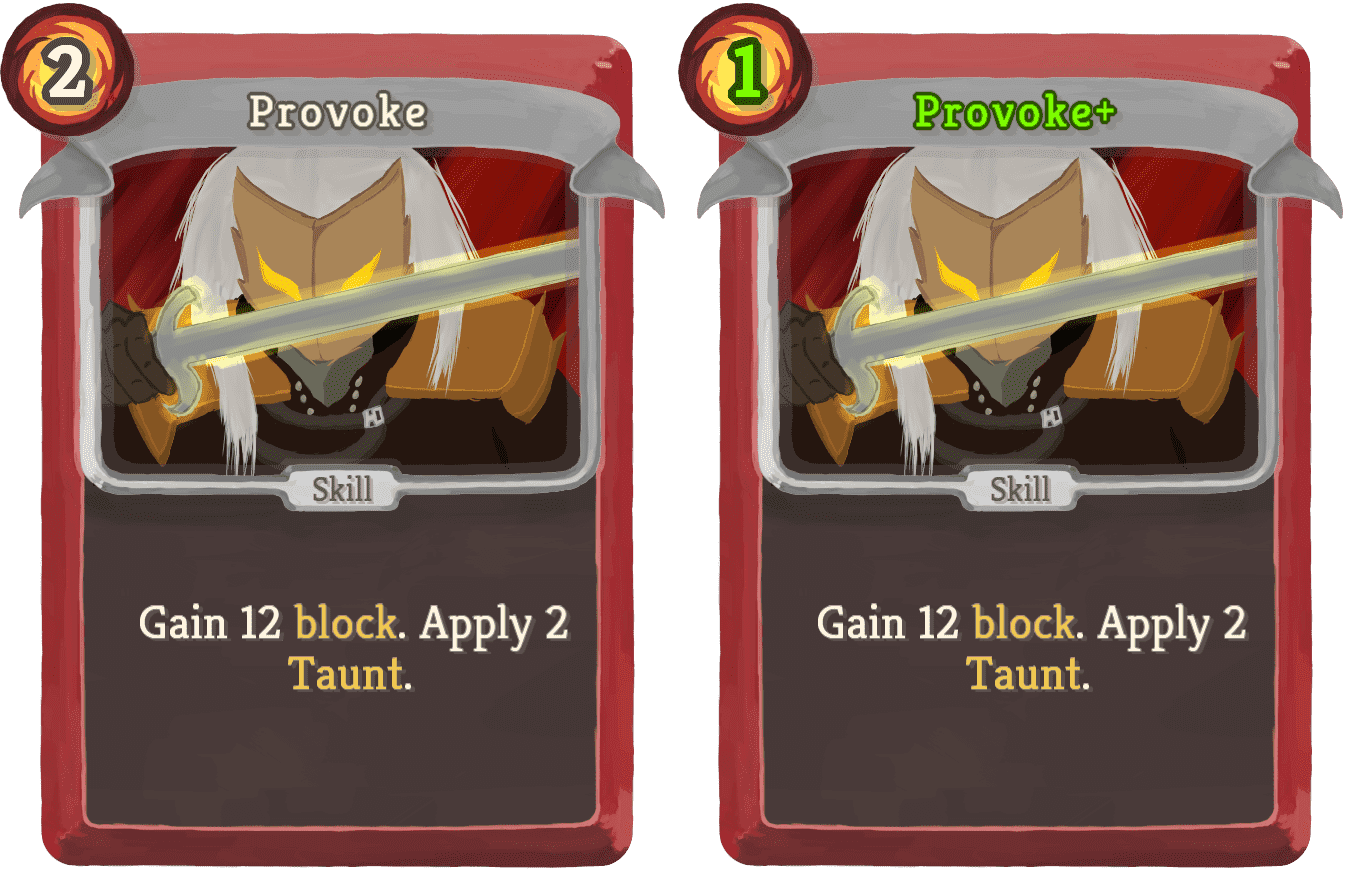 2
Provoke
Skill
Gain 12 block. Apply 2
Taunt.
1
Provoke+
Skill
Gain 12 block. Apply 2
Taunt.